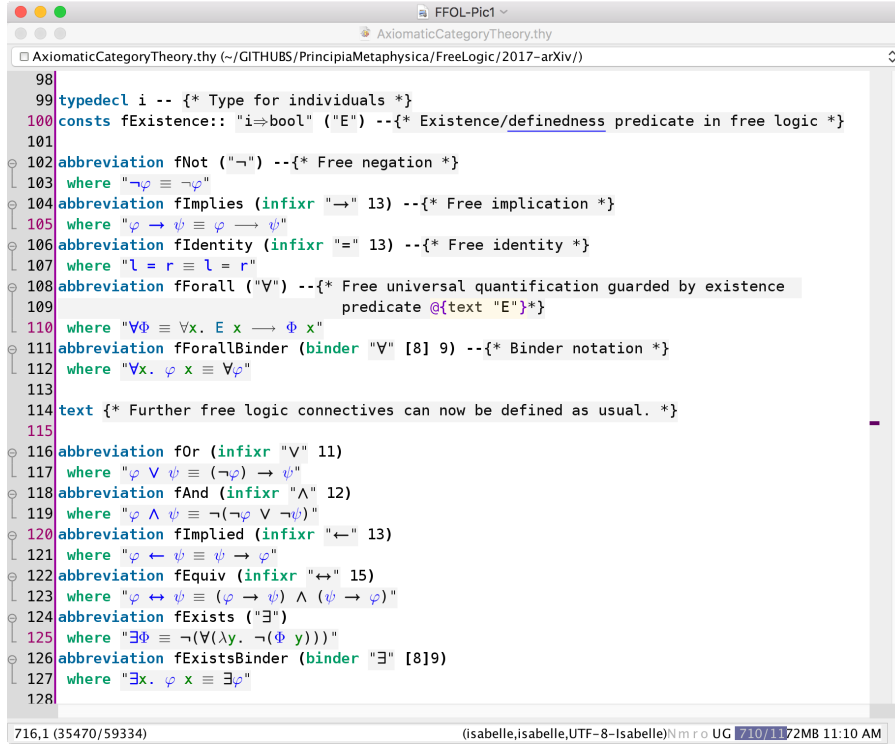 FFOL-Pic1
AxiomaticCategoryTheory.thy
AxiomaticCategoryTheory.thy (~/GITHUBS/PrincipiaMetaphysica/FreeLogic/2017-arXiv/)
98
99 typedecl i -- {* Type for individuals *}
100 consts fExistence:: "i⇒bool" ("E") --{* Existence/definedness predicate in free logic *}
101
102 abbreviation fNot ("¬") --{* Free negation *}
103 where "¬φ ≡ ¬φ"
104 abbreviation fImplies (infixr "→" 13) --{* Free implication *}
105 where "φ → ψ ≡ φ ⟶ ψ"
106 abbreviation fIdentity (infixr "=" 13) --{* Free identity *}
107 where "l = r ≡ l = r"
108 abbreviation fForall ("∀") --{* Free universal quantification guarded by existence
109 predicate @{text "E"}*}
110 where "∀Φ ≡ ∀x. E x ⟶ Φ x"
111 abbreviation fForallBinder (binder "∀" [8] 9) --{* Binder notation *}
112 where "∀x. φ x ≡ ∀φ"
113
114 text {* Further free logic connectives can now be defined as usual. *}
115
116 abbreviation fOr (infixr "∨" 11)
117 where "φ ∨ ψ ≡ (¬φ) → ψ"
118 abbreviation fAnd (infixr "∧" 12)
119 where "φ ∧ ψ ≡ ¬(¬φ ∨ ¬ψ)"
120 abbreviation fImplied (infixr "←" 13)
121 where "φ ← ψ ≡ ψ → φ"
122 abbreviation fEquiv (infixr "↔" 15)
123 where "φ ↔ ψ ≡ (φ → ψ) ∧ (ψ → φ)"
124 abbreviation fExists ("∃")
125 where "∃Φ ≡ ¬(∀(λy. ¬(Φ y)))"
126 abbreviation fExistsBinder (binder "∃" [8]9)
127 where "∃x. φ x ≡ ∃φ"
128
716,1 (35470/59334) (isabelle,isabelle,UTF-8-Isabelle)N m r o UG 710/1172MB 11:10 AM